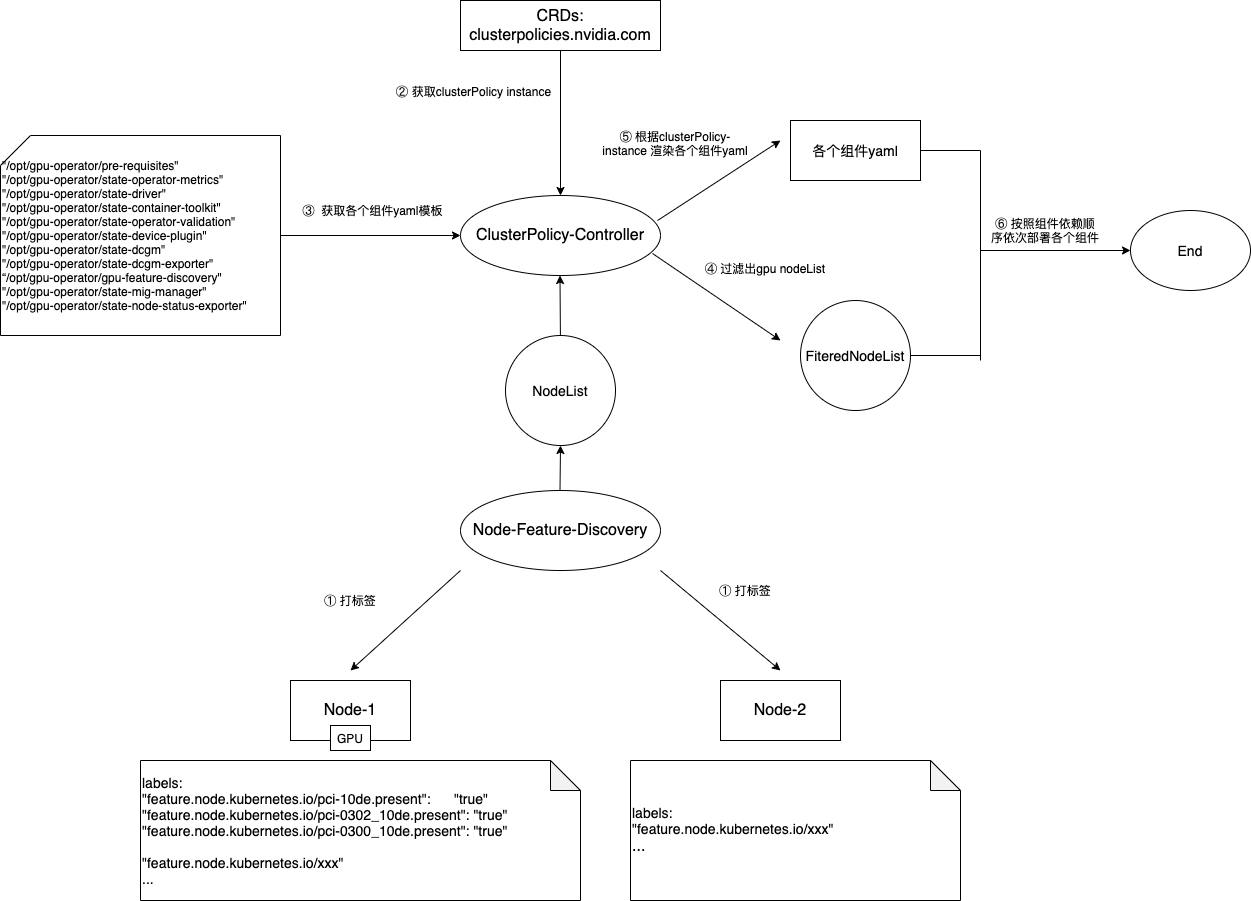 CRDs:
clusterpolicies.nvidia.com
② 获取clusterPolicy instance
"/opt/gpu-operator/pre-requisites"
"/opt/gpu-operator/state-operator-metrics"
"/opt/gpu-operator/state-driver"
"/opt/gpu-operator/state-container-toolkit"
"/opt/gpu-operator/state-operator-validation"
"/opt/gpu-operator/state-device-plugin"
"/opt/gpu-operator/state-dcgm"
"/opt/gpu-operator/state-dcgm-exporter"
“/opt/gpu-operator/gpu-feature-discovery"
"/opt/gpu-operator/state-mig-manager"
"/opt/gpu-operator/state-node-status-exporter"
③ 获取各个组件yaml模板
ClusterPolicy-Controller
⑤ 根据clusterPolicy-
instance 渲染各个组件yaml
各个组件yaml
④ 过滤出gpu nodeList
FiteredNodeList
⑥ 按照组件依赖顺
序依次部署各个组件
End
NodeList
Node-Feature-Discovery
① 打标签
① 打标签
Node-1
GPU
Node-2
labels:
"feature.node.kubernetes.io/pci-10de.present": "true"
"feature.node.kubernetes.io/pci-0302_10de.present": "true"
"feature.node.kubernetes.io/pci-0300_10de.present": "true"
"feature.node.kubernetes.io/xxx"
...
labels:
"feature.node.kubernetes.io/xxx"
...